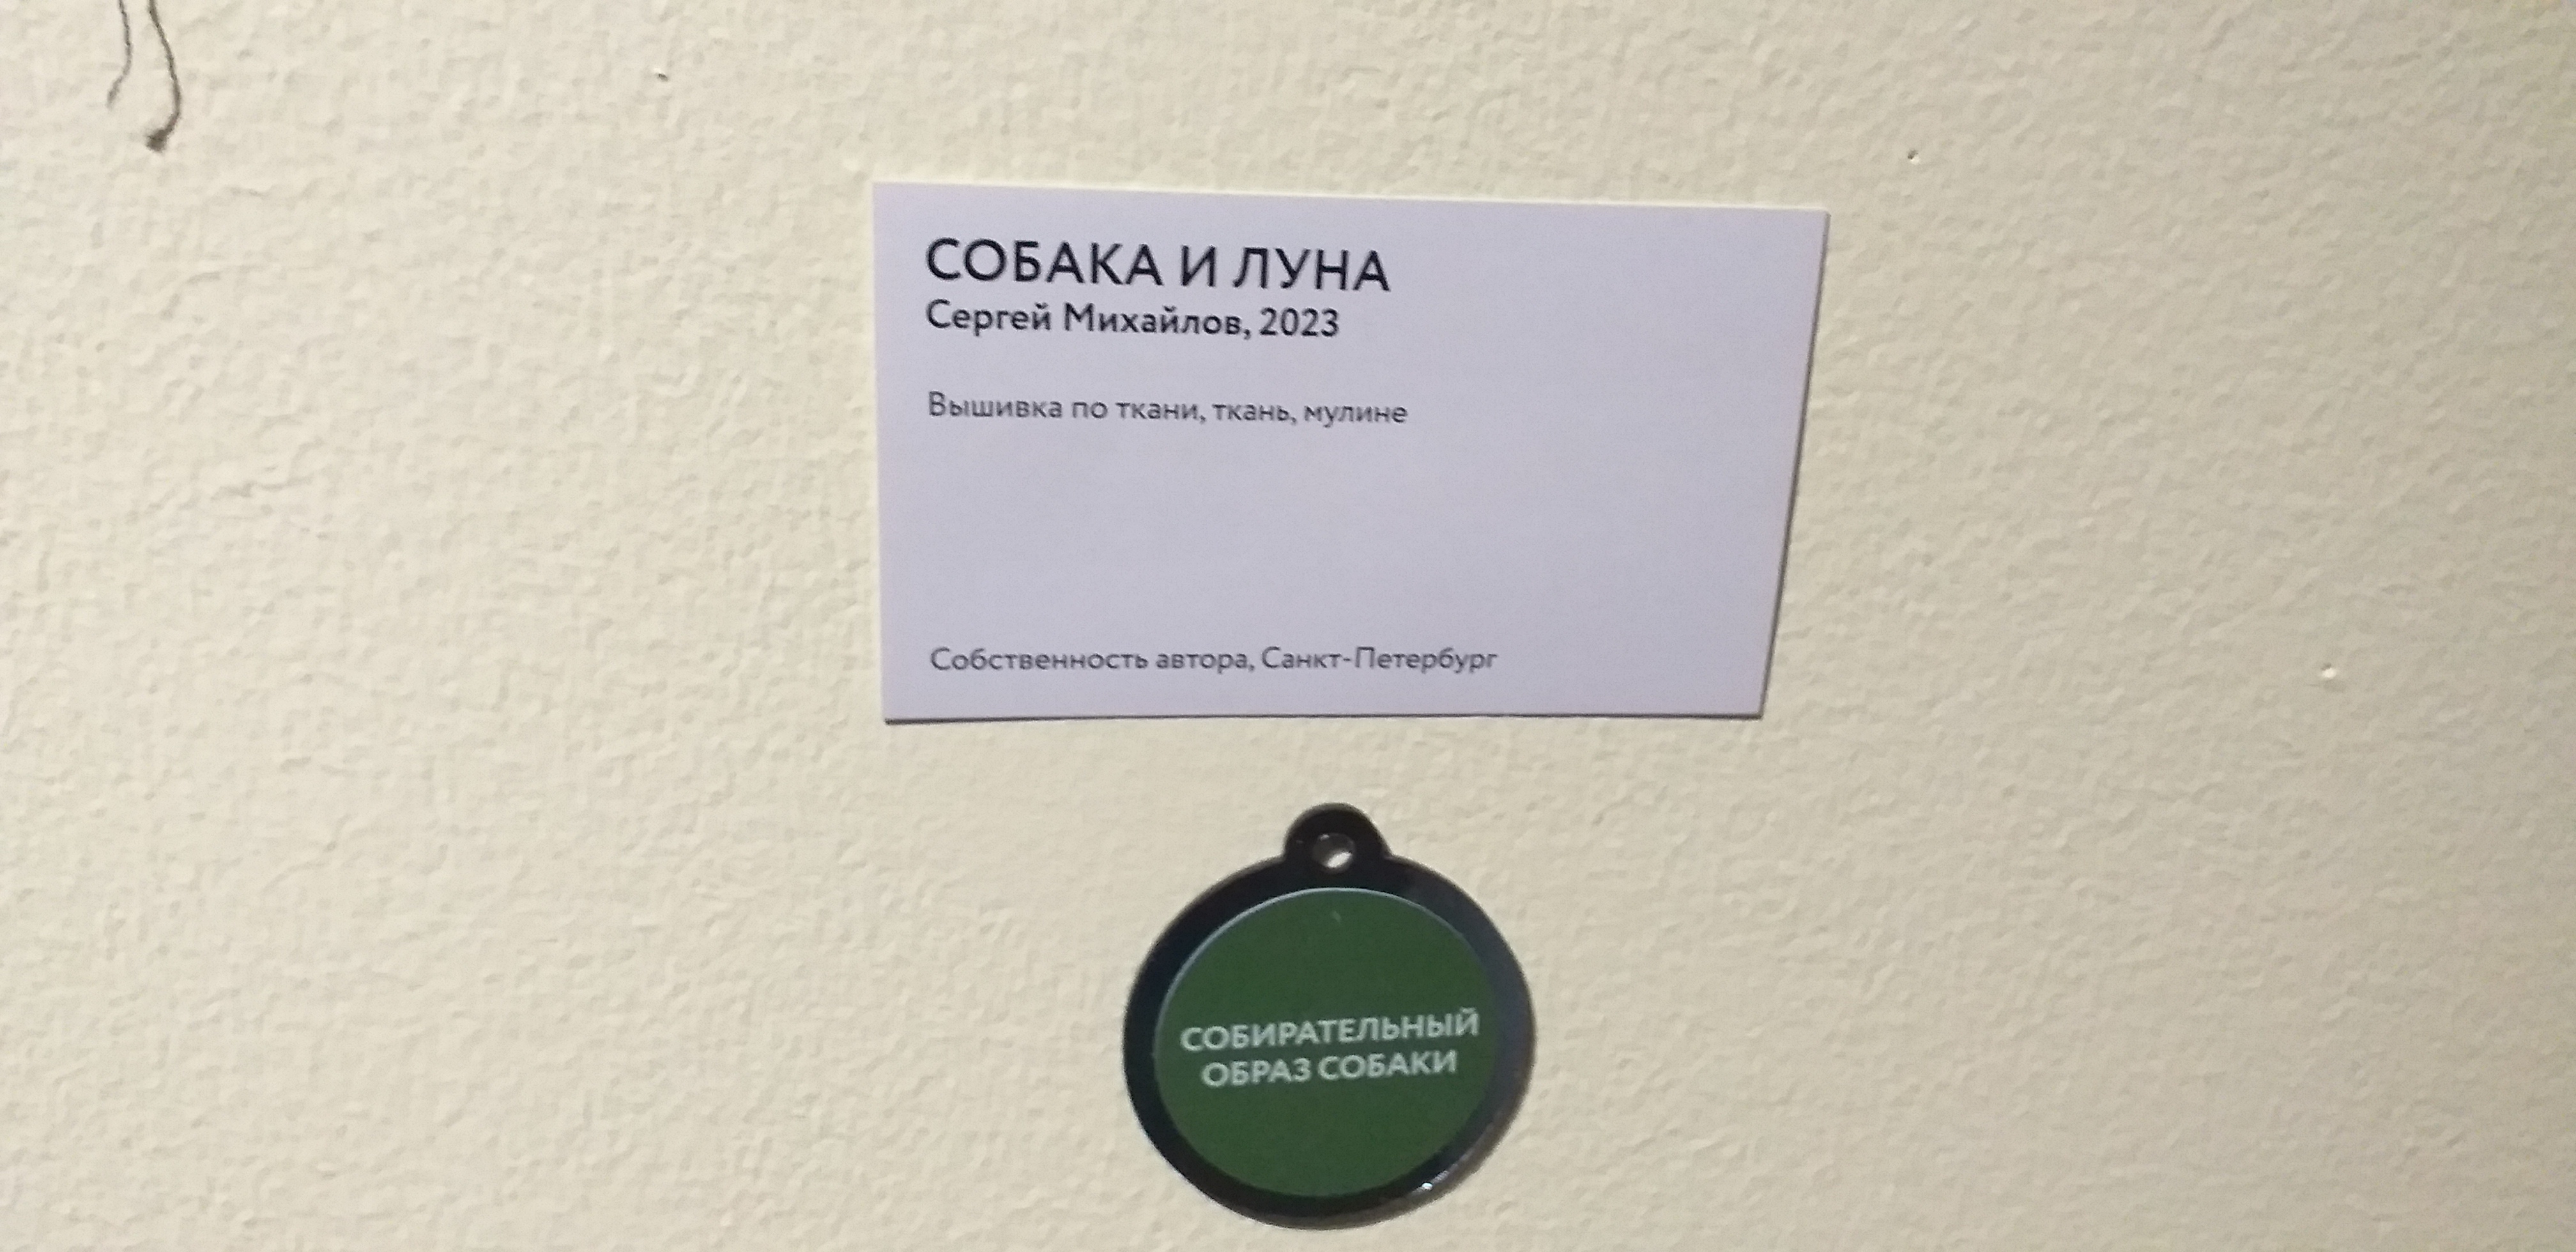 СОБАКА И ЛУНА
Сергей Михайлов, 2023
Вышивка по ткани, ткань, мулине
Собственность автора, Санкт-Петербург
СОБИРАТЕЛЬНЫЙ
ОБРАЗ СОБАКИ